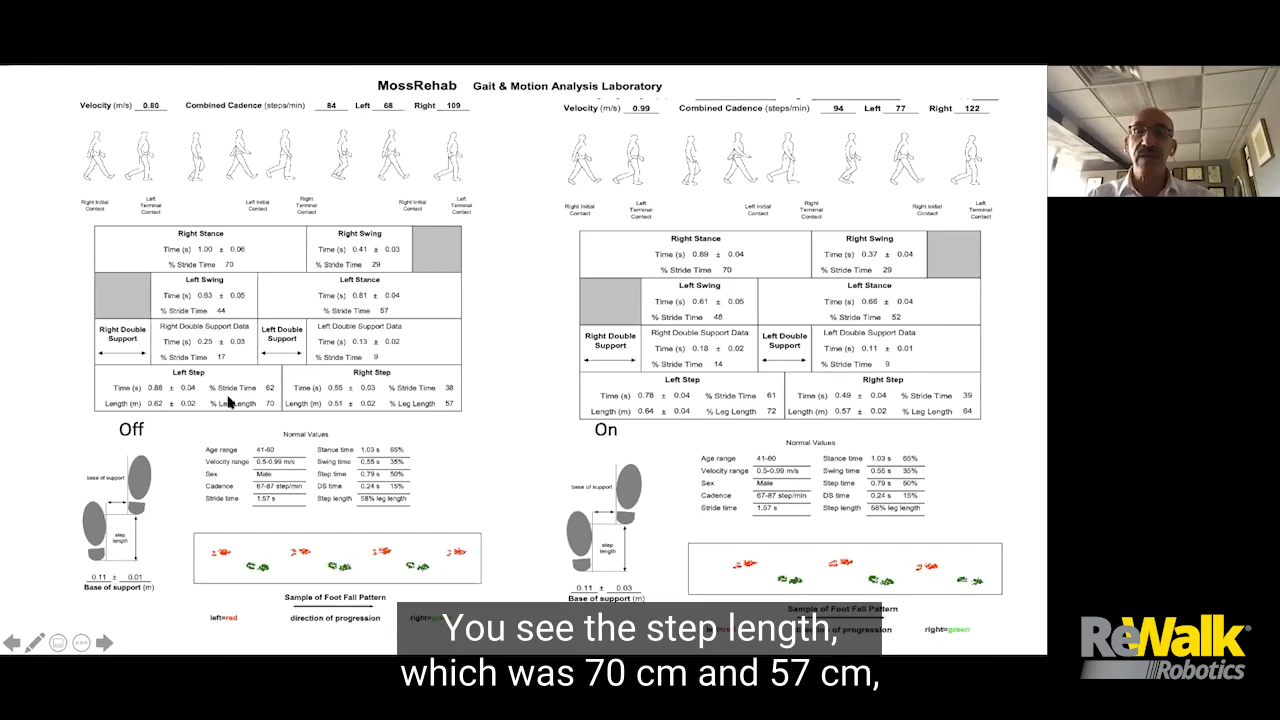 MossRehab Gait & Motion Analysis Laboratory
Velocity (m/s) 0.80 Combined Cadence (steps/min) 84 Left 68 Right 109
Right Initial Contact
Left Terminal Contact
Left Initial Contact
Right Terminal Contact
Right Initial Contact
Left Terminal Contact
Right Stance
Time (s) 1.00 ± 0.06
% Stride Time 70
Right Swing
Time (s) 0.41 ± 0.03
% Stride Time 29
Left Swing
Time (s) 0.63 ± 0.05
% Stride Time 44
Left Stance
Time (s) 0.81 ± 0.04
% Stride Time 57
Right Double Support
Right Double Support Data
Time (s) 0.25 ± 0.03
% Stride Time 17
Left Double Support
Left Double Support Data
Time (s) 0.13 ± 0.02
% Stride Time 9
Left Step
Time (s) 0.88 ± 0.04 % Stride Time 62
Length (m) 0.62 ± 0.02 % Leg Length 70
Right Step
Time (s) 0.55 ± 0.03 % Stride Time 38
Length (m) 0.51 ± 0.02 % Leg Length 57
Off
Normal Values
Age range 41-60 Stance time 1.03 s 65%
Velocity range 0.5-0.99 m/s Swing time 0.55 s 35%
Sex Male Step time 0.79 s 50%
Cadence 67-87 step/min DS time 0.24 s 15%
Stride time 1.57 s Step length 58% leg length
base of support
step length
0.11 ± 0.01
Base of support (m)
Sample of Foot Fall Pattern
left=red direction of progression
Velocity (m/s) 0.99 Combined Cadence (steps/min) 94 Left 77 Right 122
Right Initial Contact
Left Terminal Contact
Left Initial Contact
Right Terminal Contact
Right Initial Contact
Left Terminal Contact
Right Stance
Time (s) 0.89 ± 0.04
% Stride Time 70
Right Swing
Time (s) 0.37 ± 0.04
% Stride Time 29
Left Swing
Time (s) 0.61 ± 0.05
% Stride Time 48
Left Stance
Time (s) 0.66 ± 0.04
% Stride Time 52
Right Double Support
Right Double Support Data
Time (s) 0.18 ± 0.02
% Stride Time 14
Left Double Support
Left Double Support Data
Time (s) 0.11 ± 0.01
% Stride Time 9
Left Step
Time (s) 0.78 ± 0.04 % Stride Time 61
Length (m) 0.64 ± 0.04 % Leg Length 72
Right Step
Time (s) 0.49 ± 0.04 % Stride Time 39
Length (m) 0.57 ± 0.02 % Leg Length 64
On
Normal Values
Age range 41-60 Stance time 1.03 s 65%
Velocity range 0.5-0.99 m/s Swing time 0.55 s 35%
Sex Male Step time 0.79 s 50%
Cadence 67-87 step/min DS time 0.24 s 15%
Stride time 1.57 s Step length 58% leg length
base of support
step length
0.11 ± 0.03
Base of support (m)
Sample of Foot Fall Pattern
direction of progression right=green
You see the step length,
which was 70 cm and 57 cm,
ReWalk®
Robotics